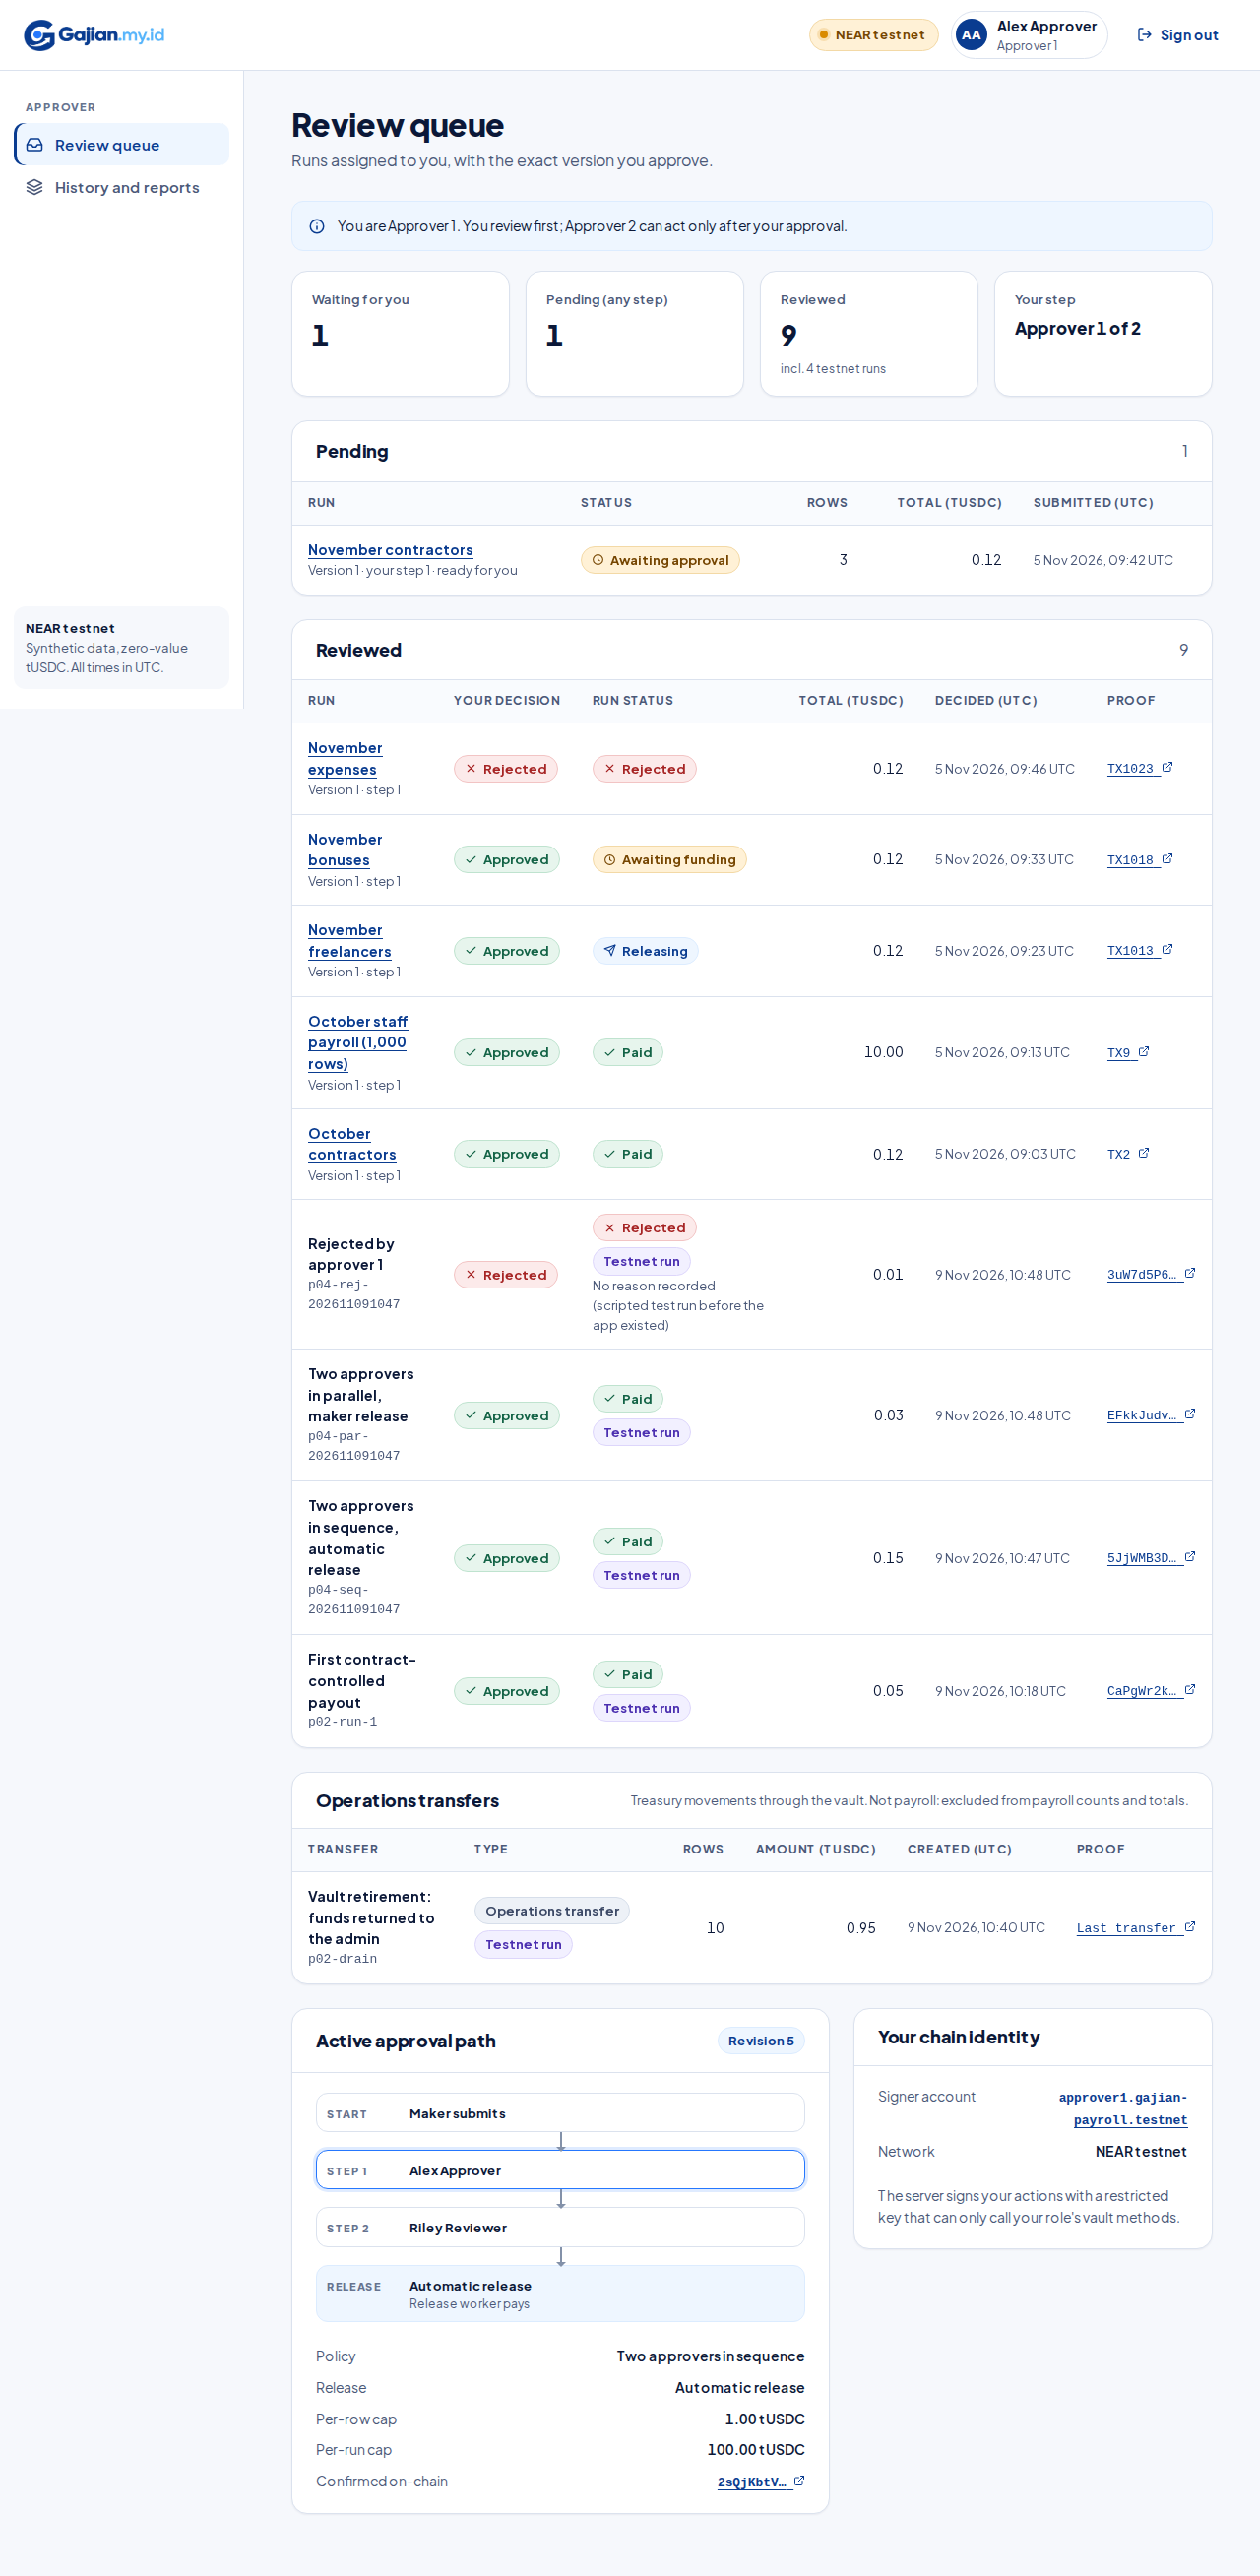 Gajian.my.id
NEAR testnet
AA
Alex Approver
Approver 1
Sign out
APPROVER
Review queue
History and reports
NEAR testnet
Synthetic data, zero-value
tUSDC. All times in UTC.
Review queue
Runs assigned to you, with the exact version you approve.
You are Approver 1. You review first; Approver 2 can act only after your approval.
Waiting for you
1
Pending (any step)
1
Reviewed
9
incl. 4 testnet runs
Your step
Approver 1 of 2
Pending 1
RUN STATUS ROWS TOTAL (TUSDC) SUBMITTED (UTC)
November contractors
Version 1 · your step 1 · ready for you
Awaiting approval 3 0.12 5 Nov 2026, 09:42 UTC
Reviewed 9
RUN YOUR DECISION RUN STATUS TOTAL (TUSDC) DECIDED (UTC) PROOF
November
expenses
Version 1 · step 1
Rejected Rejected 0.12 5 Nov 2026, 09:46 UTC TX1023
November
bonuses
Version 1 · step 1
Approved Awaiting funding 0.12 5 Nov 2026, 09:33 UTC TX1018
November
freelancers
Version 1 · step 1
Approved Releasing 0.12 5 Nov 2026, 09:23 UTC TX1013
October staff
payroll (1,000
rows)
Version 1 · step 1
Approved Paid 10.00 5 Nov 2026, 09:13 UTC TX9
October
contractors
Version 1 · step 1
Approved Paid 0.12 5 Nov 2026, 09:03 UTC TX2
Rejected by
approver 1
p04-rej-
202611091047
Rejected
Rejected
Testnet run
No reason recorded
(scripted test run before the
app existed)
0.01 9 Nov 2026, 10:48 UTC 3uW7d5P6…
Two approvers
in parallel,
maker release
p04-par-
202611091047
Approved
Paid
Testnet run
0.03 9 Nov 2026, 10:48 UTC EFkkJudv…
Two approvers
in sequence,
automatic
release
p04-seq-
202611091047
Approved
Paid
Testnet run
0.15 9 Nov 2026, 10:47 UTC 5JjWMB3D…
First contract-
controlled
payout
p02-run-1
Approved
Paid
Testnet run
0.05 9 Nov 2026, 10:18 UTC CaPgWr2k…
Operations transfers Treasury movements through the vault. Not payroll: excluded from payroll counts and totals.
TRANSFER TYPE ROWS AMOUNT (TUSDC) CREATED (UTC) PROOF
Vault retirement:
funds returned to
the admin
p02-drain
Operations transfer
Testnet run
10 0.95 9 Nov 2026, 10:40 UTC Last transfer
Active approval path Revision 5
START Maker submits
STEP 1 Alex Approver
STEP 2 Riley Reviewer
RELEASE Automatic release
Release worker pays
Policy Two approvers in sequence
Release Automatic release
Per-row cap 1.00 tUSDC
Per-run cap 100.00 tUSDC
Confirmed on-chain 2sQjKbtV…
Your chain identity
Signer account approver1.gajian-
payroll.testnet
Network NEAR testnet
The server signs your actions with a restricted
key that can only call your role's vault methods.